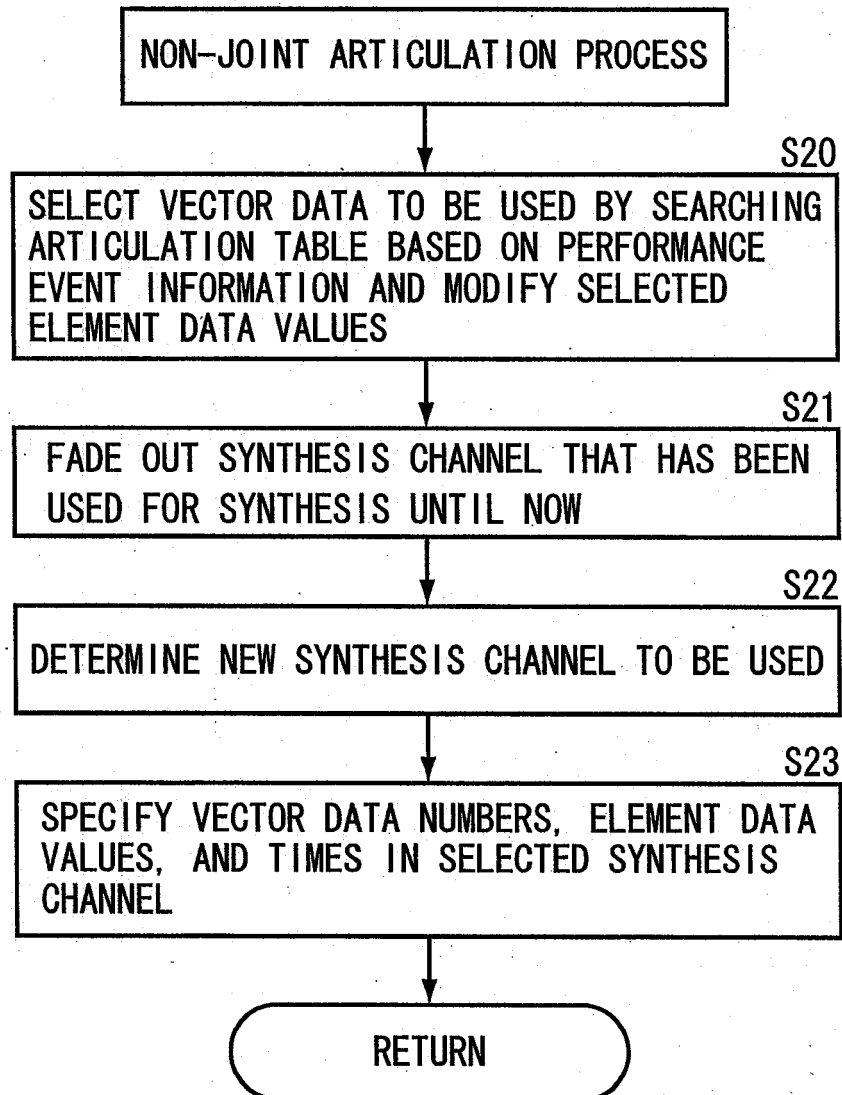 NON-JOINT ARTICULATION PROCESS
S20
SELECT VECTOR DATA TO BE USED BY SEARCHING
ARTICULATION TABLE BASED ON PERFORMANCE
EVENT INFORMATION AND MODIFY SELECTED
ELEMENT DATA VALUES
S21
FADE OUT SYNTHESIS CHANNEL THAT HAS BEEN
USED FOR SYNTHESIS UNTIL NOW
S22
DETERMINE NEW SYNTHESIS CHANNEL TO BE USED
S23
SPECIFY VECTOR DATA NUMBERS, ELEMENT DATA
VALUES, AND TIMES IN SELECTED SYNTHESIS
CHANNEL
RETURN